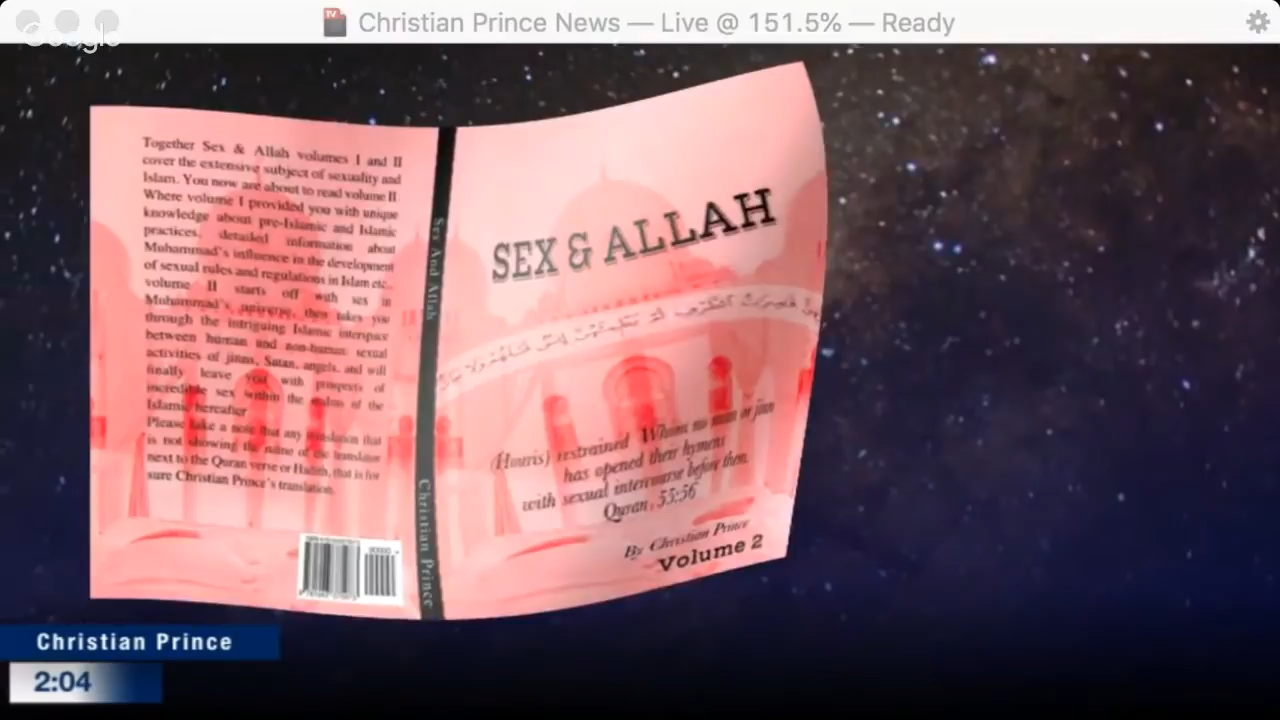 Christian Prince News — Live @ 151.5% — Ready
Google
Together Sex & Allah volumes I and II
cover the extensive subject of sexuality and
Islam. You now are about to read volume II.
Where volume I provided you with unique
knowledge about pre-Islamic and Islamic
practices, detailed information about
Muhammad's influence in the development
of sexual rules and regulations in Islam etc..
volume II starts off with sex in
Muhammad's universe, then takes you
through the intriguing Islamic interspace
between human and non-human sexual
activities of jinns, Satan, angels, and will
finally leave you with prospects of
incredible sex within the realms of the
Islamic hereafter
Please take a note that any translation that
is not showing the name of the translator
next to the Quran verse or Hadith, that is for
sure Christian Prince's translation.
Sex And Allah
Christian Prince
SEX & ALLAH
(Houris) restrained Whom no man or jinn
has opened their hymens
with sexual intercourse before then.
Quran, 55:56
By Christian Prince
Volume 2
Christian Prince
2:04